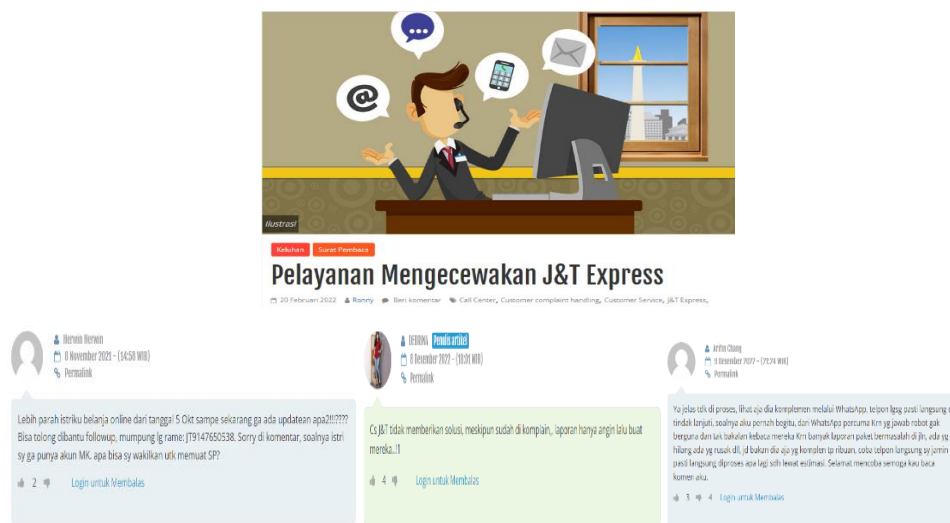 @
Ilustrasi
Keluhan Surat Pembaca
Pelayanan Mengecewakan J&T Express
20 Februari 2022 Ronny Beri komentar Call Center, Customer complaint handling, Customer Service, J&T Express,
Herwin Herwin
8 November 2021 - (14:58 WIB)
Permalink
Lebih parah istriku belanja online dari tanggal 5 Okt sampe sekarang ga ada updatean apa2!!!????
Bisa tolong dibantu followup, mumpung lg rame: JT9147650538. Sorry di komentar, soalnya istri
sy ga punya akun MK. apa bisa sy wakilkan utk memuat SP?
2 Login untuk Membalas
Penulis artikel
8 Desember 2022 - (10:31 WIB)
Permalink
Cs J&T tidak memberikan solusi, meskipun sudah di komplain,, laporan hanya angin lalu buat
mereka..!!
4 Login untuk Membalas
9 Desember 2022 - (21:24 WIB)
Permalink
Ya jelas tdk di proses, lihat aja dia komplemen melalui WhatsApp, telpon lgsg pasti langsung
tindak lanjuti, soalnya aku pernah begitu, dari WhatsApp percuma Krn yg jawab robot gak
berguna dan tak bakalan kebaca mereka Krn banyak laporan paket bermasalah di jln, ada yg
hilang ada yg rusak dll, jd bukan dia aja yg komplen tp ribuan, coba telpon langsung sy jamin
pasti langsung diproses apa lagi sdh lewat estimasi. Selamat mencoba semoga kau baca
komen aku.
3 4 Login untuk Membalas